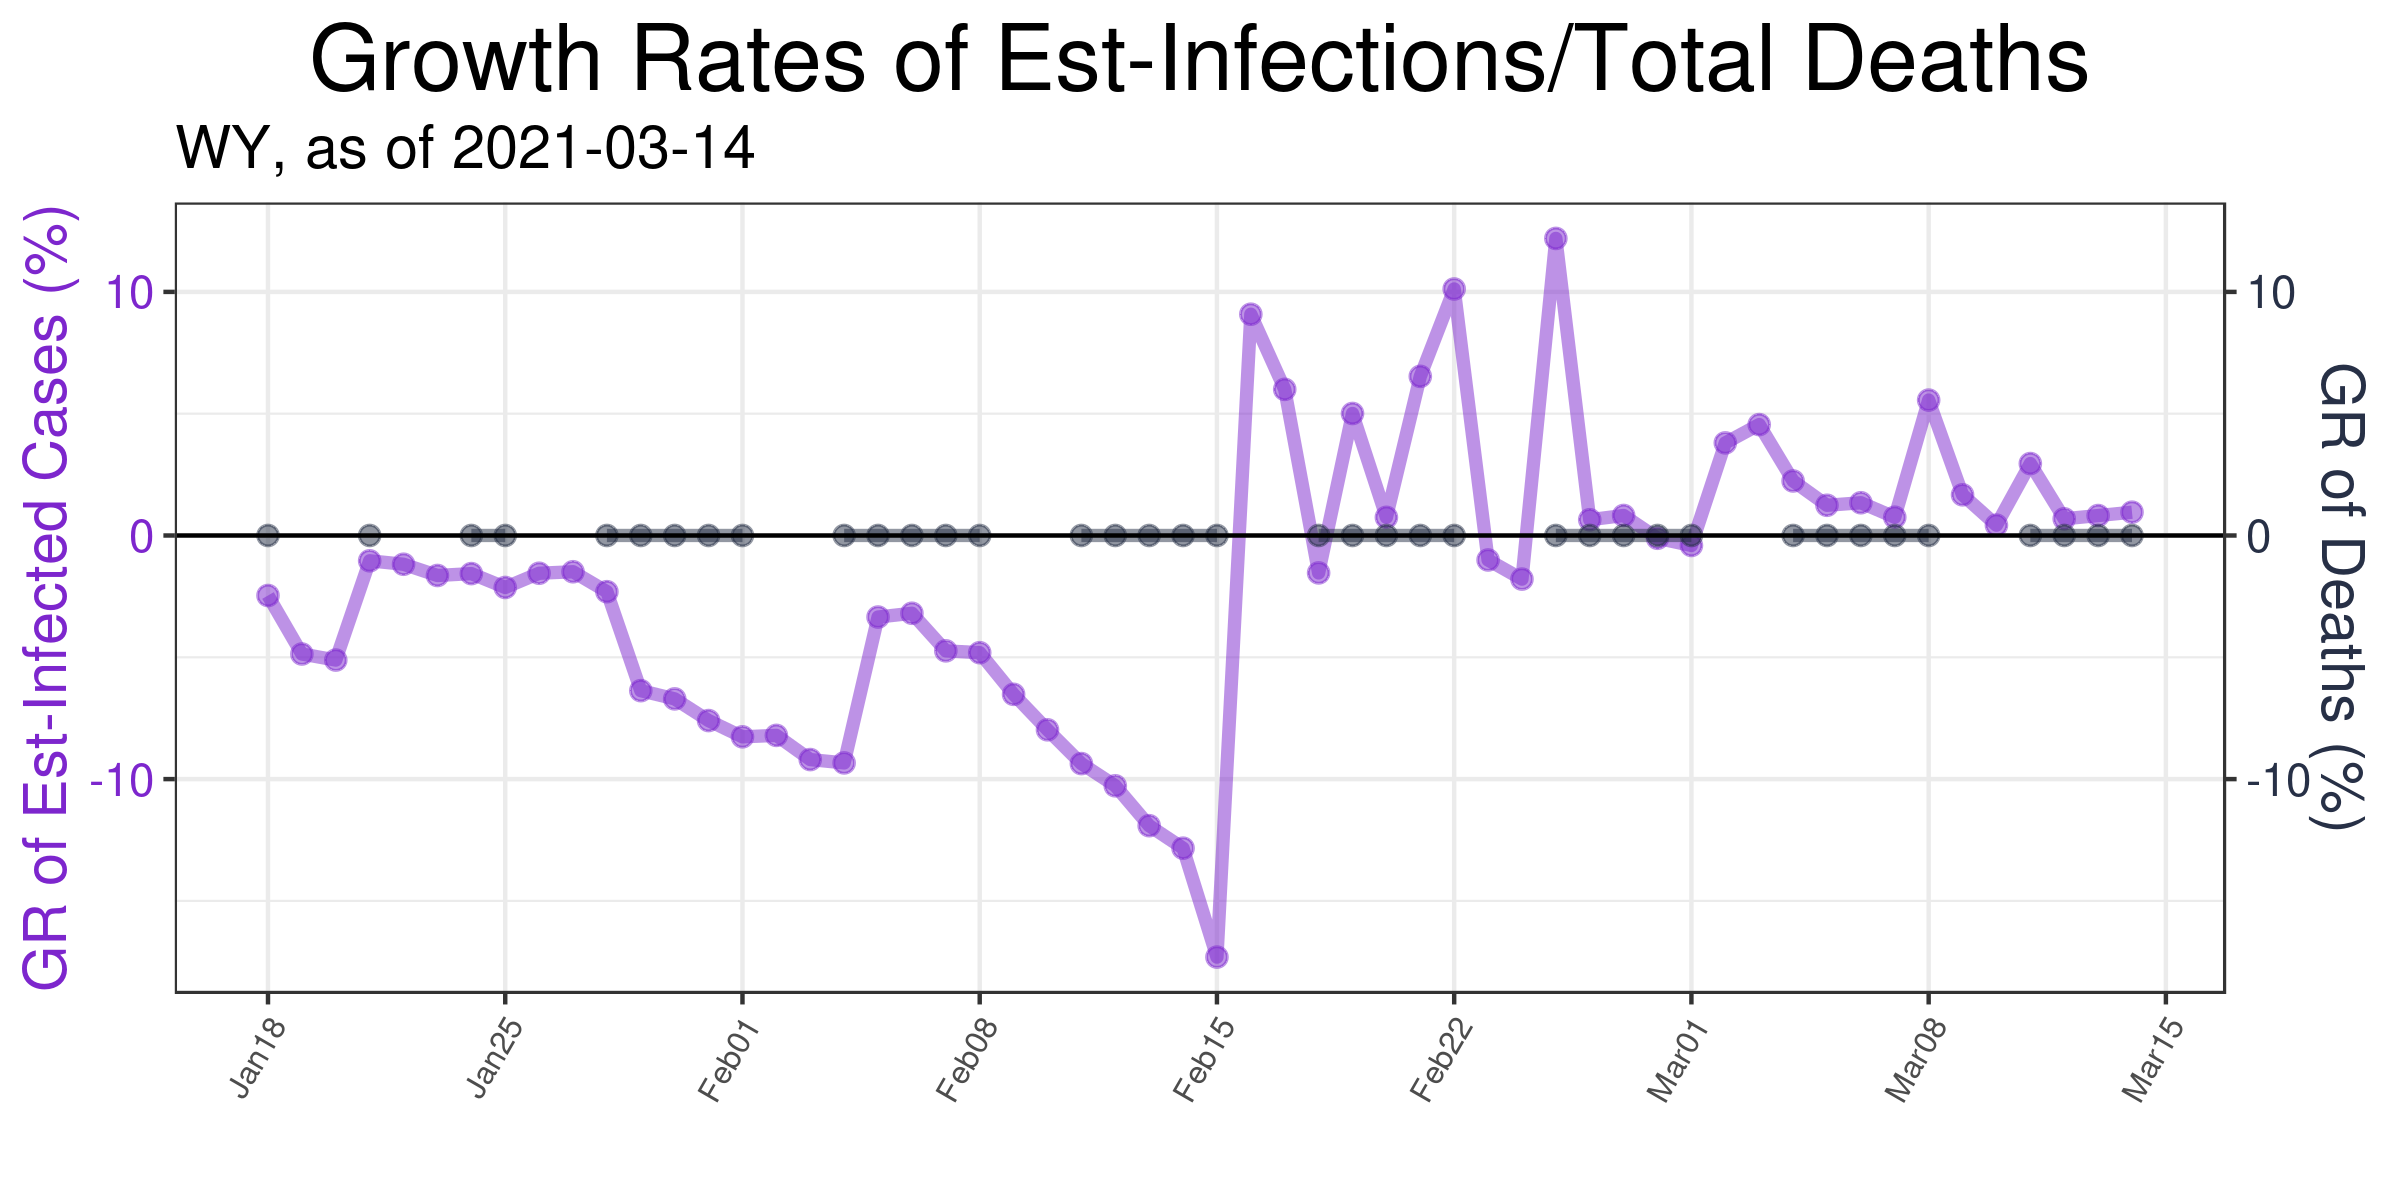 Growth Rates of Est-Infections/Total Deaths
WY, as of 2021-03-14
GR of Est-Infected Cases (%)
10
0
-10
10
0
-10
GR of Deaths (%)
Jan18
Jan25
Feb01
Feb08
Feb15
Feb22
Mar01
Mar08
Mar15